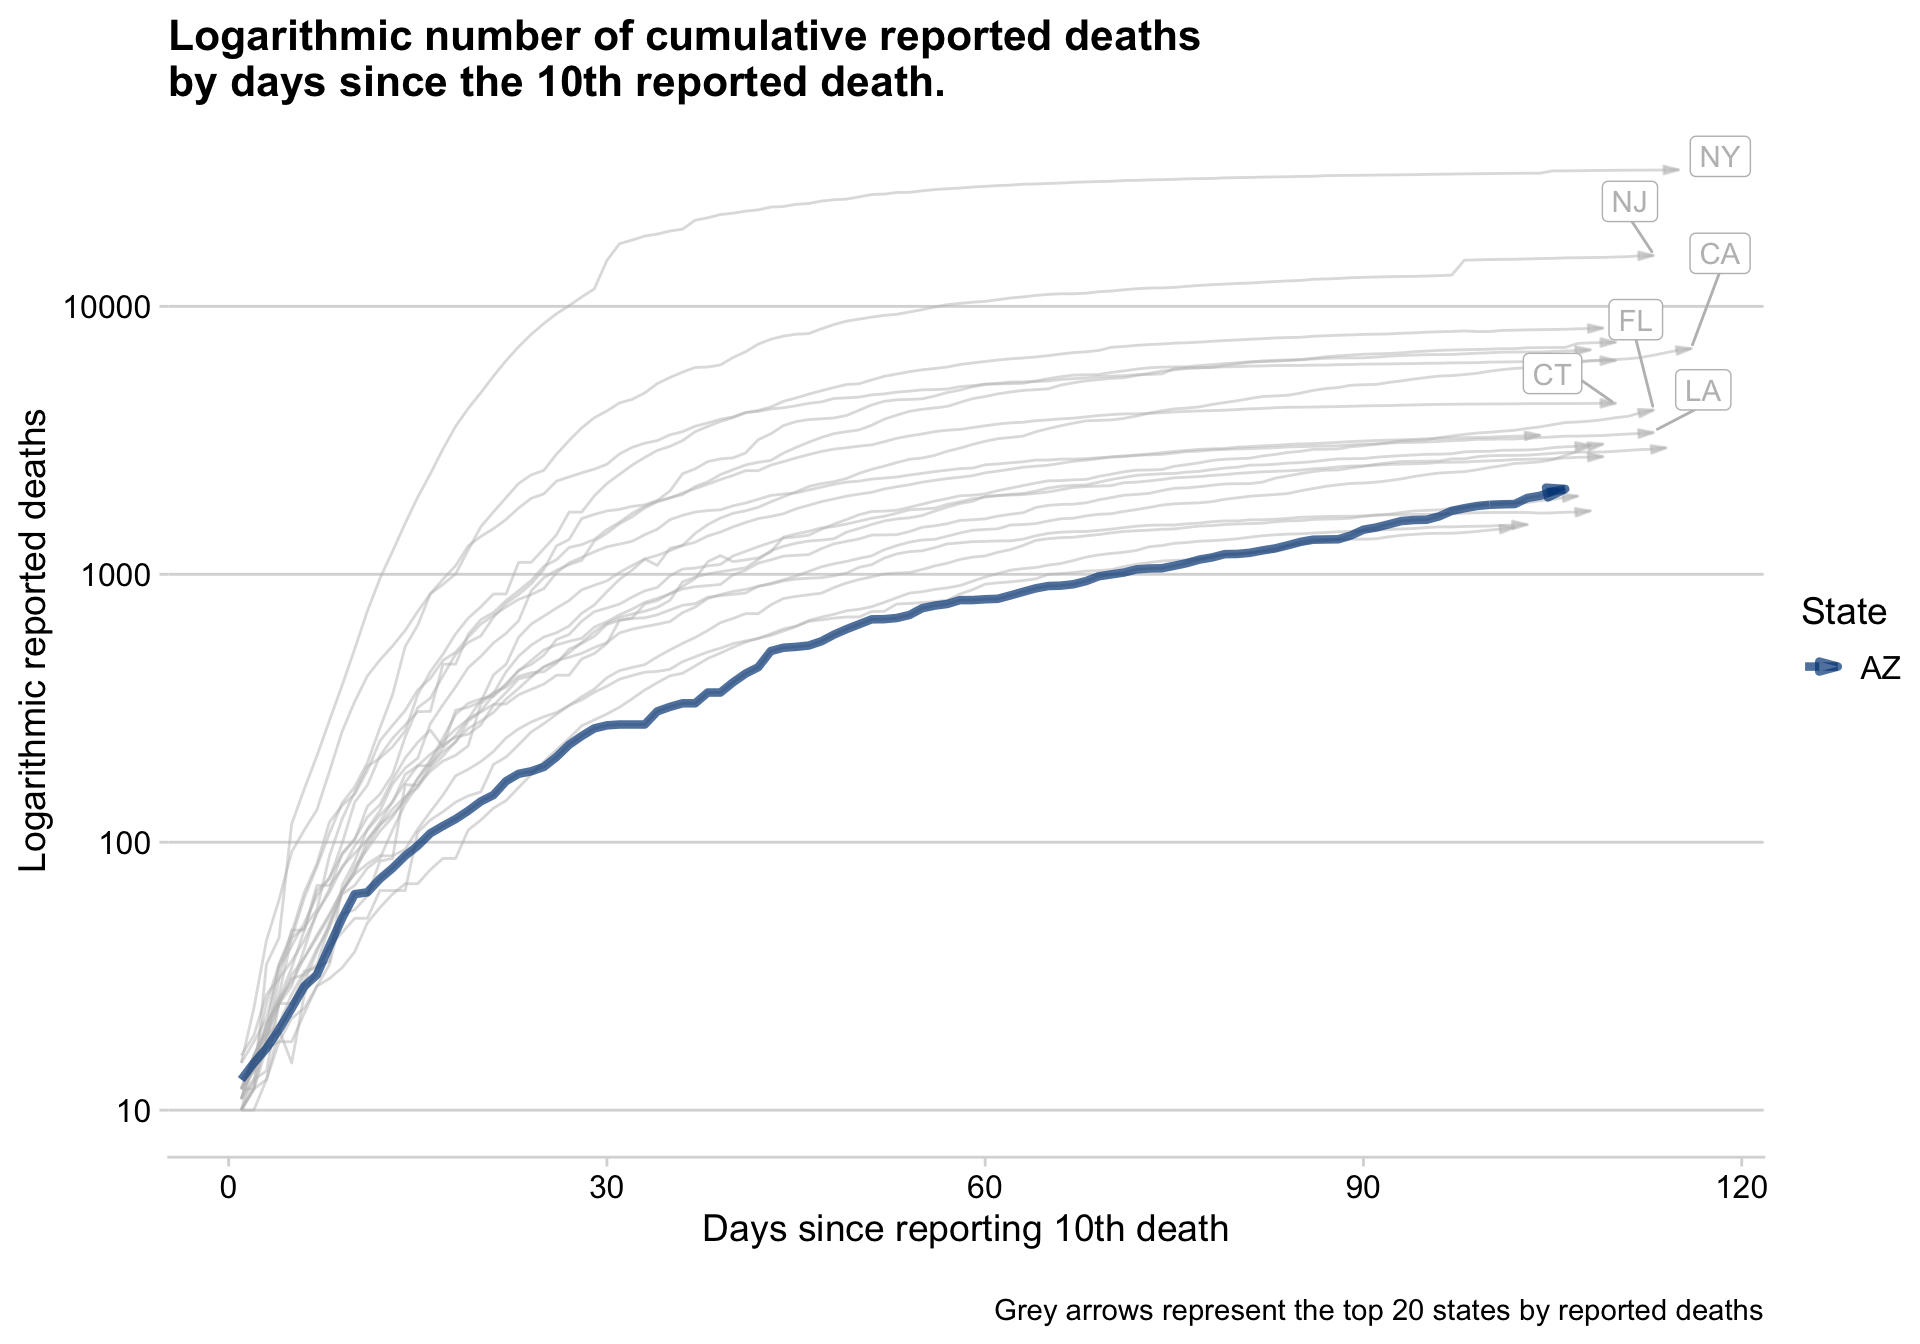 Logarithmic number of cumulative reported deaths
by days since the 10th reported death.
NY
NJ
CA
10000
FL
CT
LA
Logarithmic reported deaths
1000
State
AZ
100
10
0 30 60 90 120
Days since reporting 10th death
Grey arrows represent the top 20 states by reported deaths